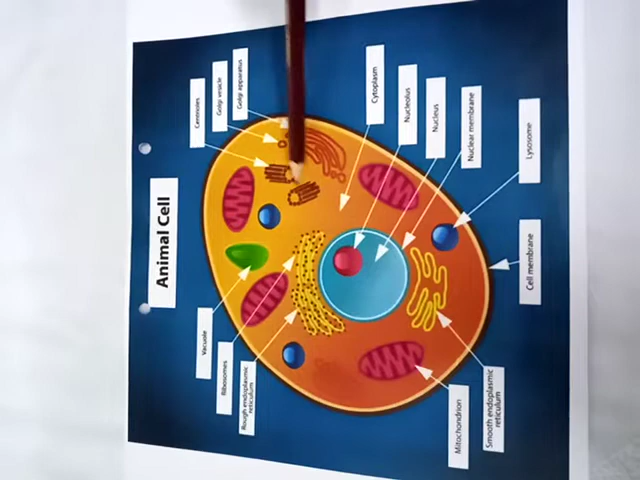 Animal Cell
Centrioles
Golgi vesicle
Golgi apparatus
Cytoplasm
Nucleolus
Nucleus
Nuclear membrane
Lysosome
Cell membrane
Vacuole
Ribosomes
Rough endoplasmic
reticulum
Mitochondrion
Smooth endoplasmic
reticulum